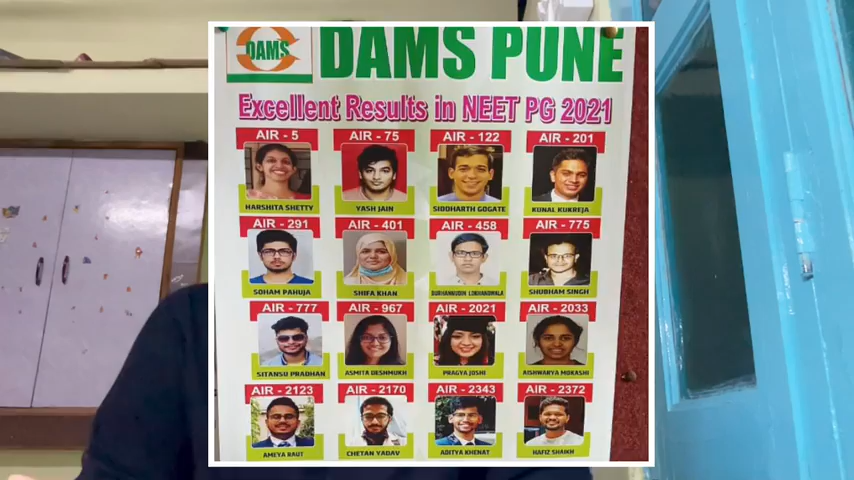 DAMS
DAMS PUNE
Excellent Results in NEET PG 2021
AIR - 5 AIR - 75 AIR - 122 AIR - 201
HARSHITA SHETTY YASH JAIN SIDDHARTH GOGATE KUNAL KUKREJA
AIR - 291 AIR - 401 AIR - 458 AIR - 775
SOHAM PAHUJA SHIFA KHAN BURHANUDDIN LOKHANDWALA SHUBHAM SINGH
AIR - 777 AIR - 967 AIR - 2021 AIR - 2033
SITANSU PRADHAN ASMITA DESHMUKH PRAGYA JOSHI AISHWARYA MOKASHI
AIR - 2123 AIR - 2170 AIR - 2343 AIR - 2372
AMEYA RAUT CHETAN YADAV ADITYA KHENAT HAFIZ SHAIKH